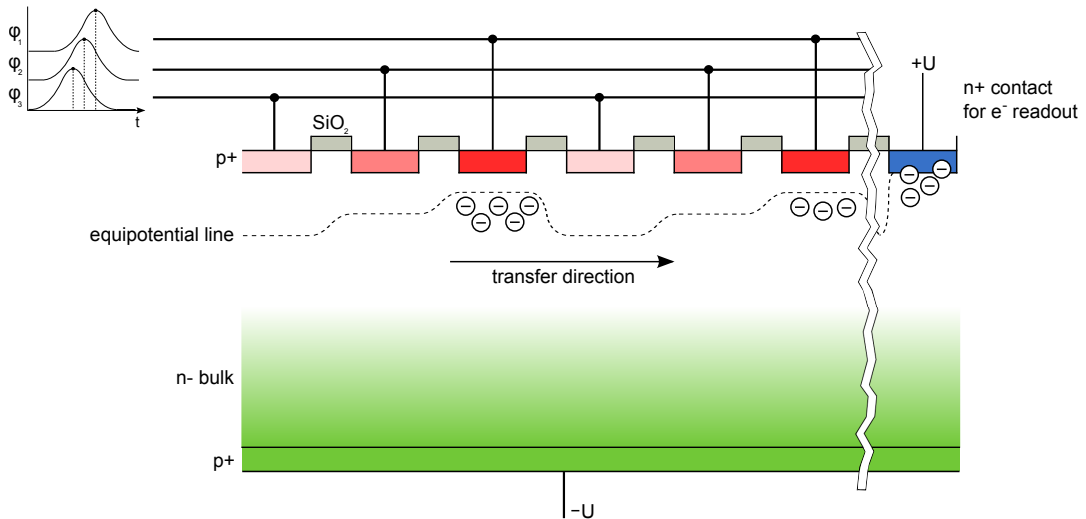 φ₁
φ₂
φ₃
t
+U
n+ contact
for e⁻ readout
SiO₂
p+
− − − − −
− − −
− − − −
equipotential line
transfer direction
n- bulk
p+
−U